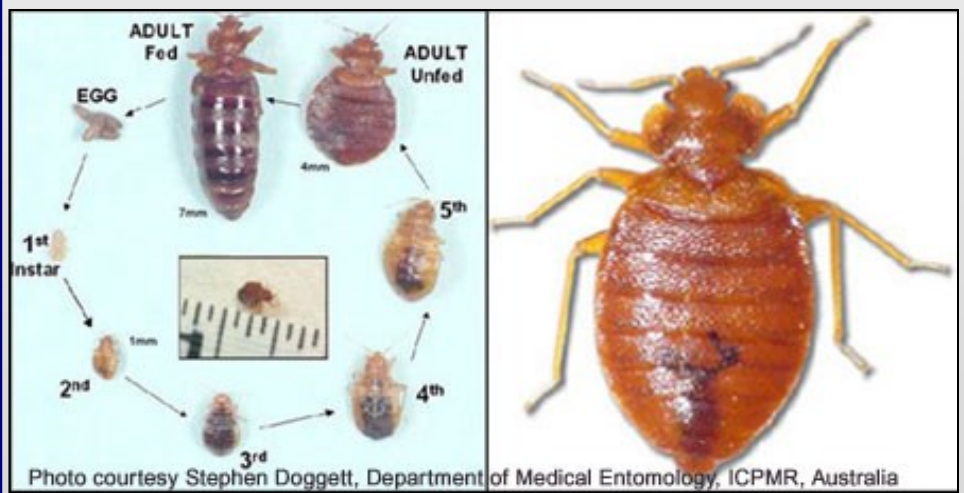 ADULT
Fed
ADULT
Unfed
EGG
4mm
7mm
5th
1st
Instar
1mm
2nd
4th
3rd
Photo courtesy Stephen Doggett, Department of Medical Entomology, ICPMR, Australia